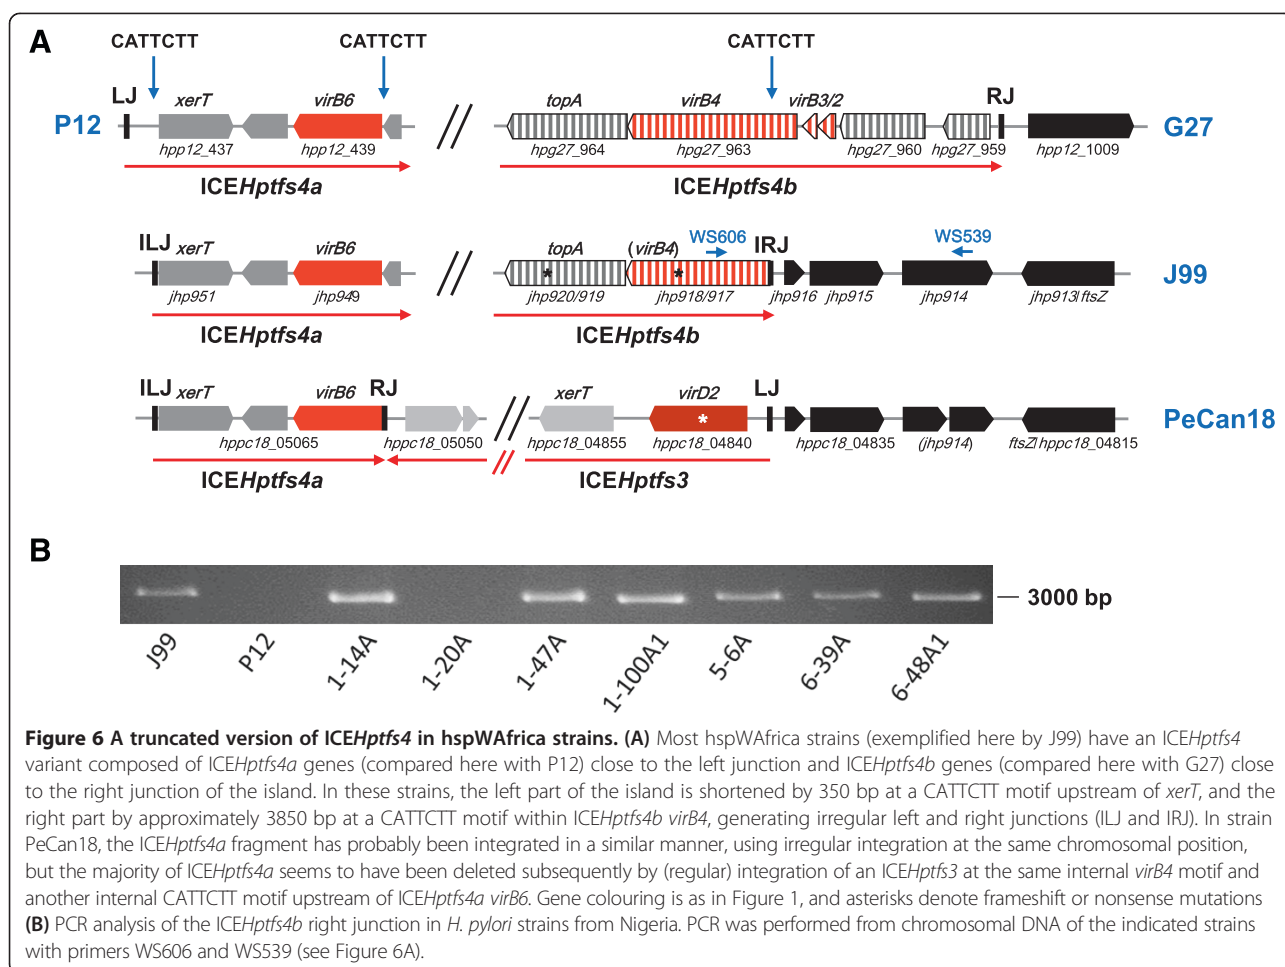 A
CATTCTT CATTCTT CATTCTT
LJ xerT virB6 topA virB4 virB3/2 RJ
P12 G27
hpp12_437 hpp12_439 hpg27_964 hpg27_963 hpg27_960 hpg27_959 hpp12_1009
ICEHptfs4a ICEHptfs4b
ILJ xerT virB6 topA (virB4) WS606 IRJ WS539
* * J99
jhp951 jhp949 jhp920/919 jhp918/917 jhp916 jhp915 jhp914 jhp913/ftsZ
ICEHptfs4a ICEHptfs4b
ILJ xerT virB6 RJ xerT virD2 LJ
* PeCan18
hppc18_05065 hppc18_05050 hppc18_04855 hppc18_04840 hppc18_04835 (jhp914) ftsZ/hppc18_04815
ICEHptfs4a ICEHptfs3
B
3000 bp
J99 P12 1-14A 1-20A 1-47A 1-100A1 5-6A 6-39A 6-48A1
Figure 6 A truncated version of ICEHptfs4 in hspWAfrica strains. (A) Most hspWAfrica strains (exemplified here by J99) have an ICEHptfs4
variant composed of ICEHptfs4a genes (compared here with P12) close to the left junction and ICEHptfs4b genes (compared here with G27) close
to the right junction of the island. In these strains, the left part of the island is shortened by 350 bp at a CATTCTT motif upstream of xerT, and the
right part by approximately 3850 bp at a CATTCTT motif within ICEHptfs4b virB4, generating irregular left and right junctions (ILJ and IRJ). In strain
PeCan18, the ICEHptfs4a fragment has probably been integrated in a similar manner, using irregular integration at the same chromosomal position,
but the majority of ICEHptfs4a seems to have been deleted subsequently by (regular) integration of an ICEHptfs3 at the same internal virB4 motif and
another internal CATTCTT motif upstream of ICEHptfs4a virB6. Gene colouring is as in Figure 1, and asterisks denote frameshift or nonsense mutations
(B) PCR analysis of the ICEHptfs4b right junction in H. pylori strains from Nigeria. PCR was performed from chromosomal DNA of the indicated strains
with primers WS606 and WS539 (see Figure 6A).